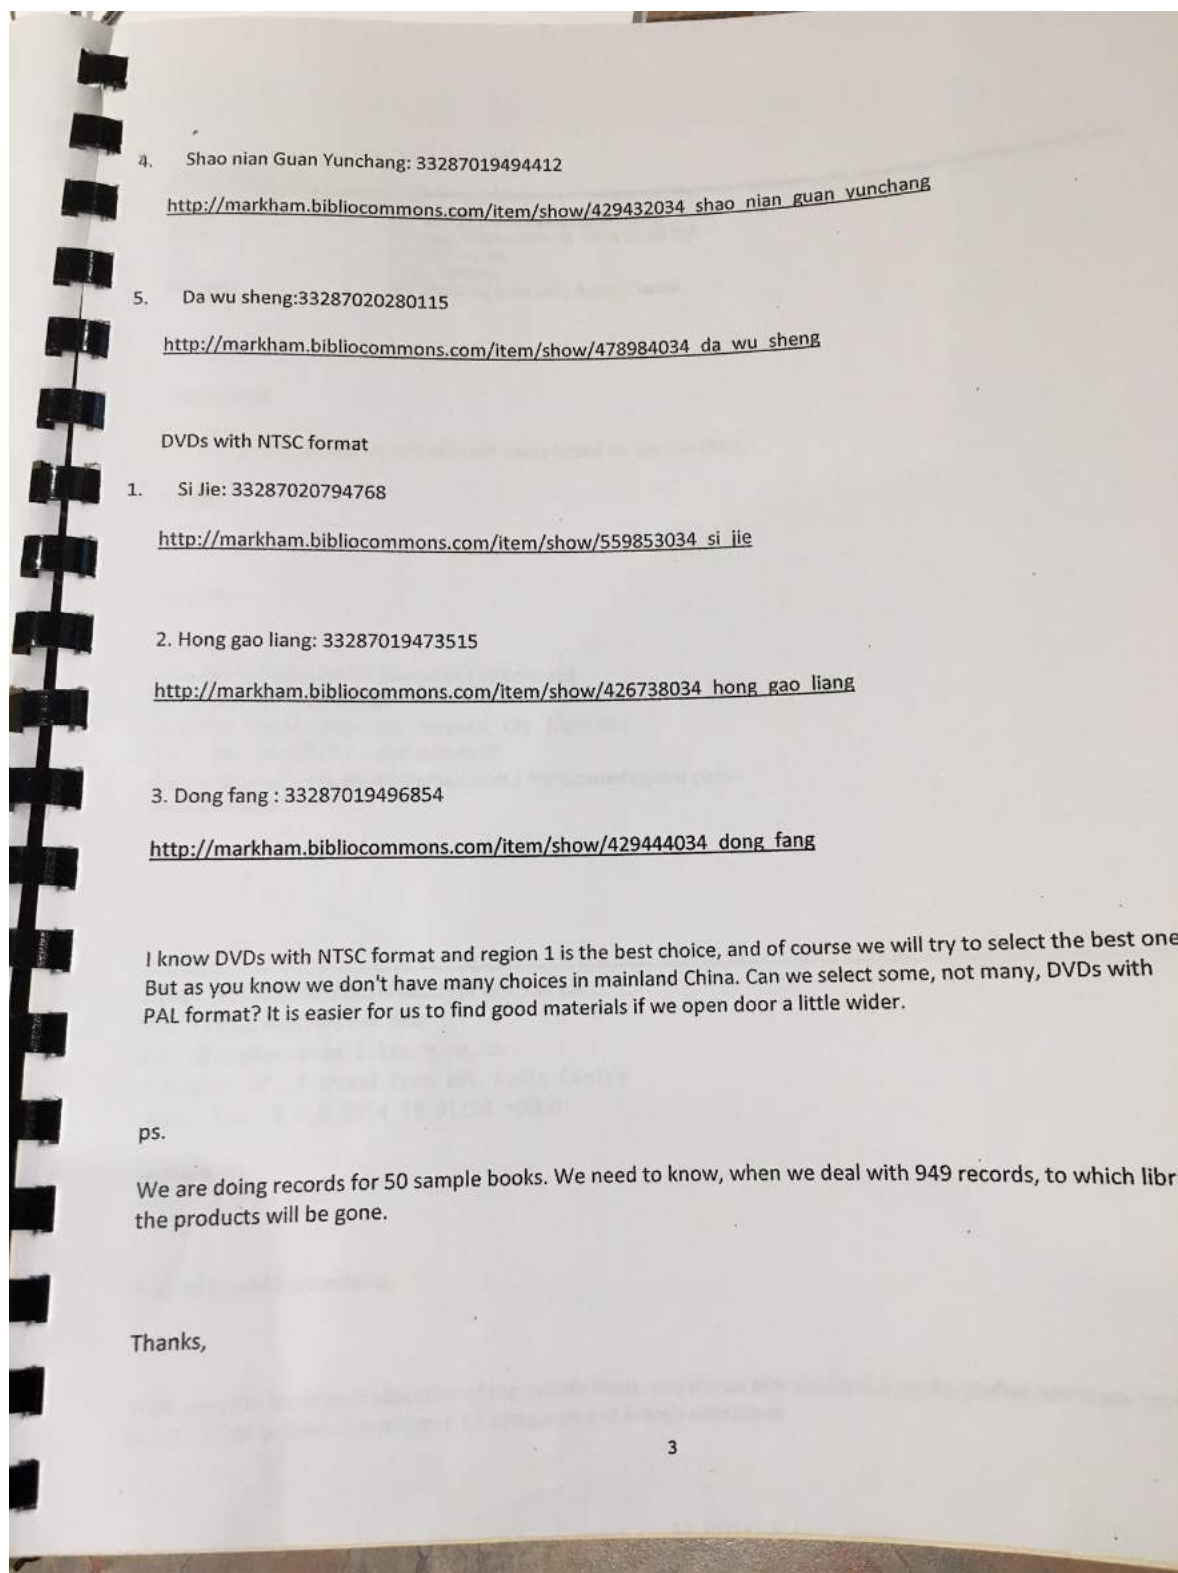 4. Shao nian Guan Yunchang: 33287019494412
http://markham.bibliocommons.com/item/show/429432034_shao_nian_guan_yunchang
5. Da wu sheng:33287020280115
http://markham.bibliocommons.com/item/show/478984034_da_wu_sheng
DVDs with NTSC format
1. Si Jie: 33287020794768
http://markham.bibliocommons.com/item/show/559853034_si_jie
2. Hong gao liang: 33287019473515
http://markham.bibliocommons.com/item/show/426738034_hong_gao_liang
3. Dong fang : 33287019496854
http://markham.bibliocommons.com/item/show/429444034_dong_fang
I know DVDs with NTSC format and region 1 is the best choice, and of course we will try to select the best one
But as you know we don't have many choices in mainland China. Can we select some, not many, DVDs with
PAL format? It is easier for us to find good materials if we open door a little wider.
ps.
We are doing records for 50 sample books. We need to know, when we deal with 949 records, to which libr
the products will be gone.
Thanks,
3